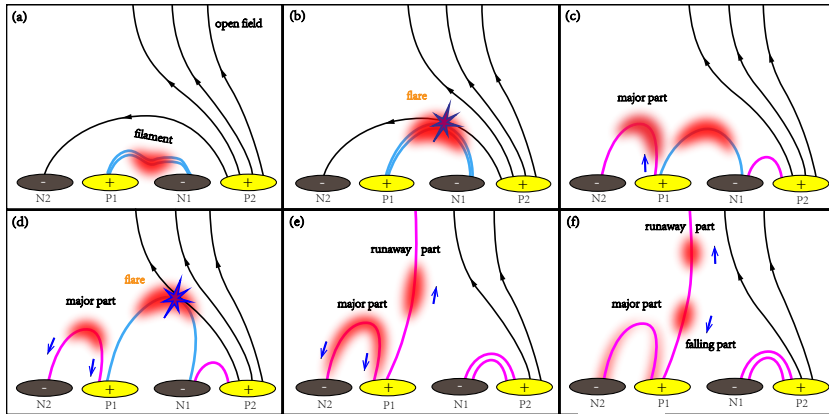 (a)
open field
filament
- + - +
N2 P1 N1 P2
(b)
flare
- + - +
N2 P1 N1 P2
(c)
major part
- + - +
N2 P1 N1 P2
(d)
flare
major part
- + - +
N2 P1 N1 P2
(e)
runaway part
major part
- + - +
N2 P1 N1 P2
(f)
runaway part
major part
falling part
- + - +
N2 P1 N1 P2